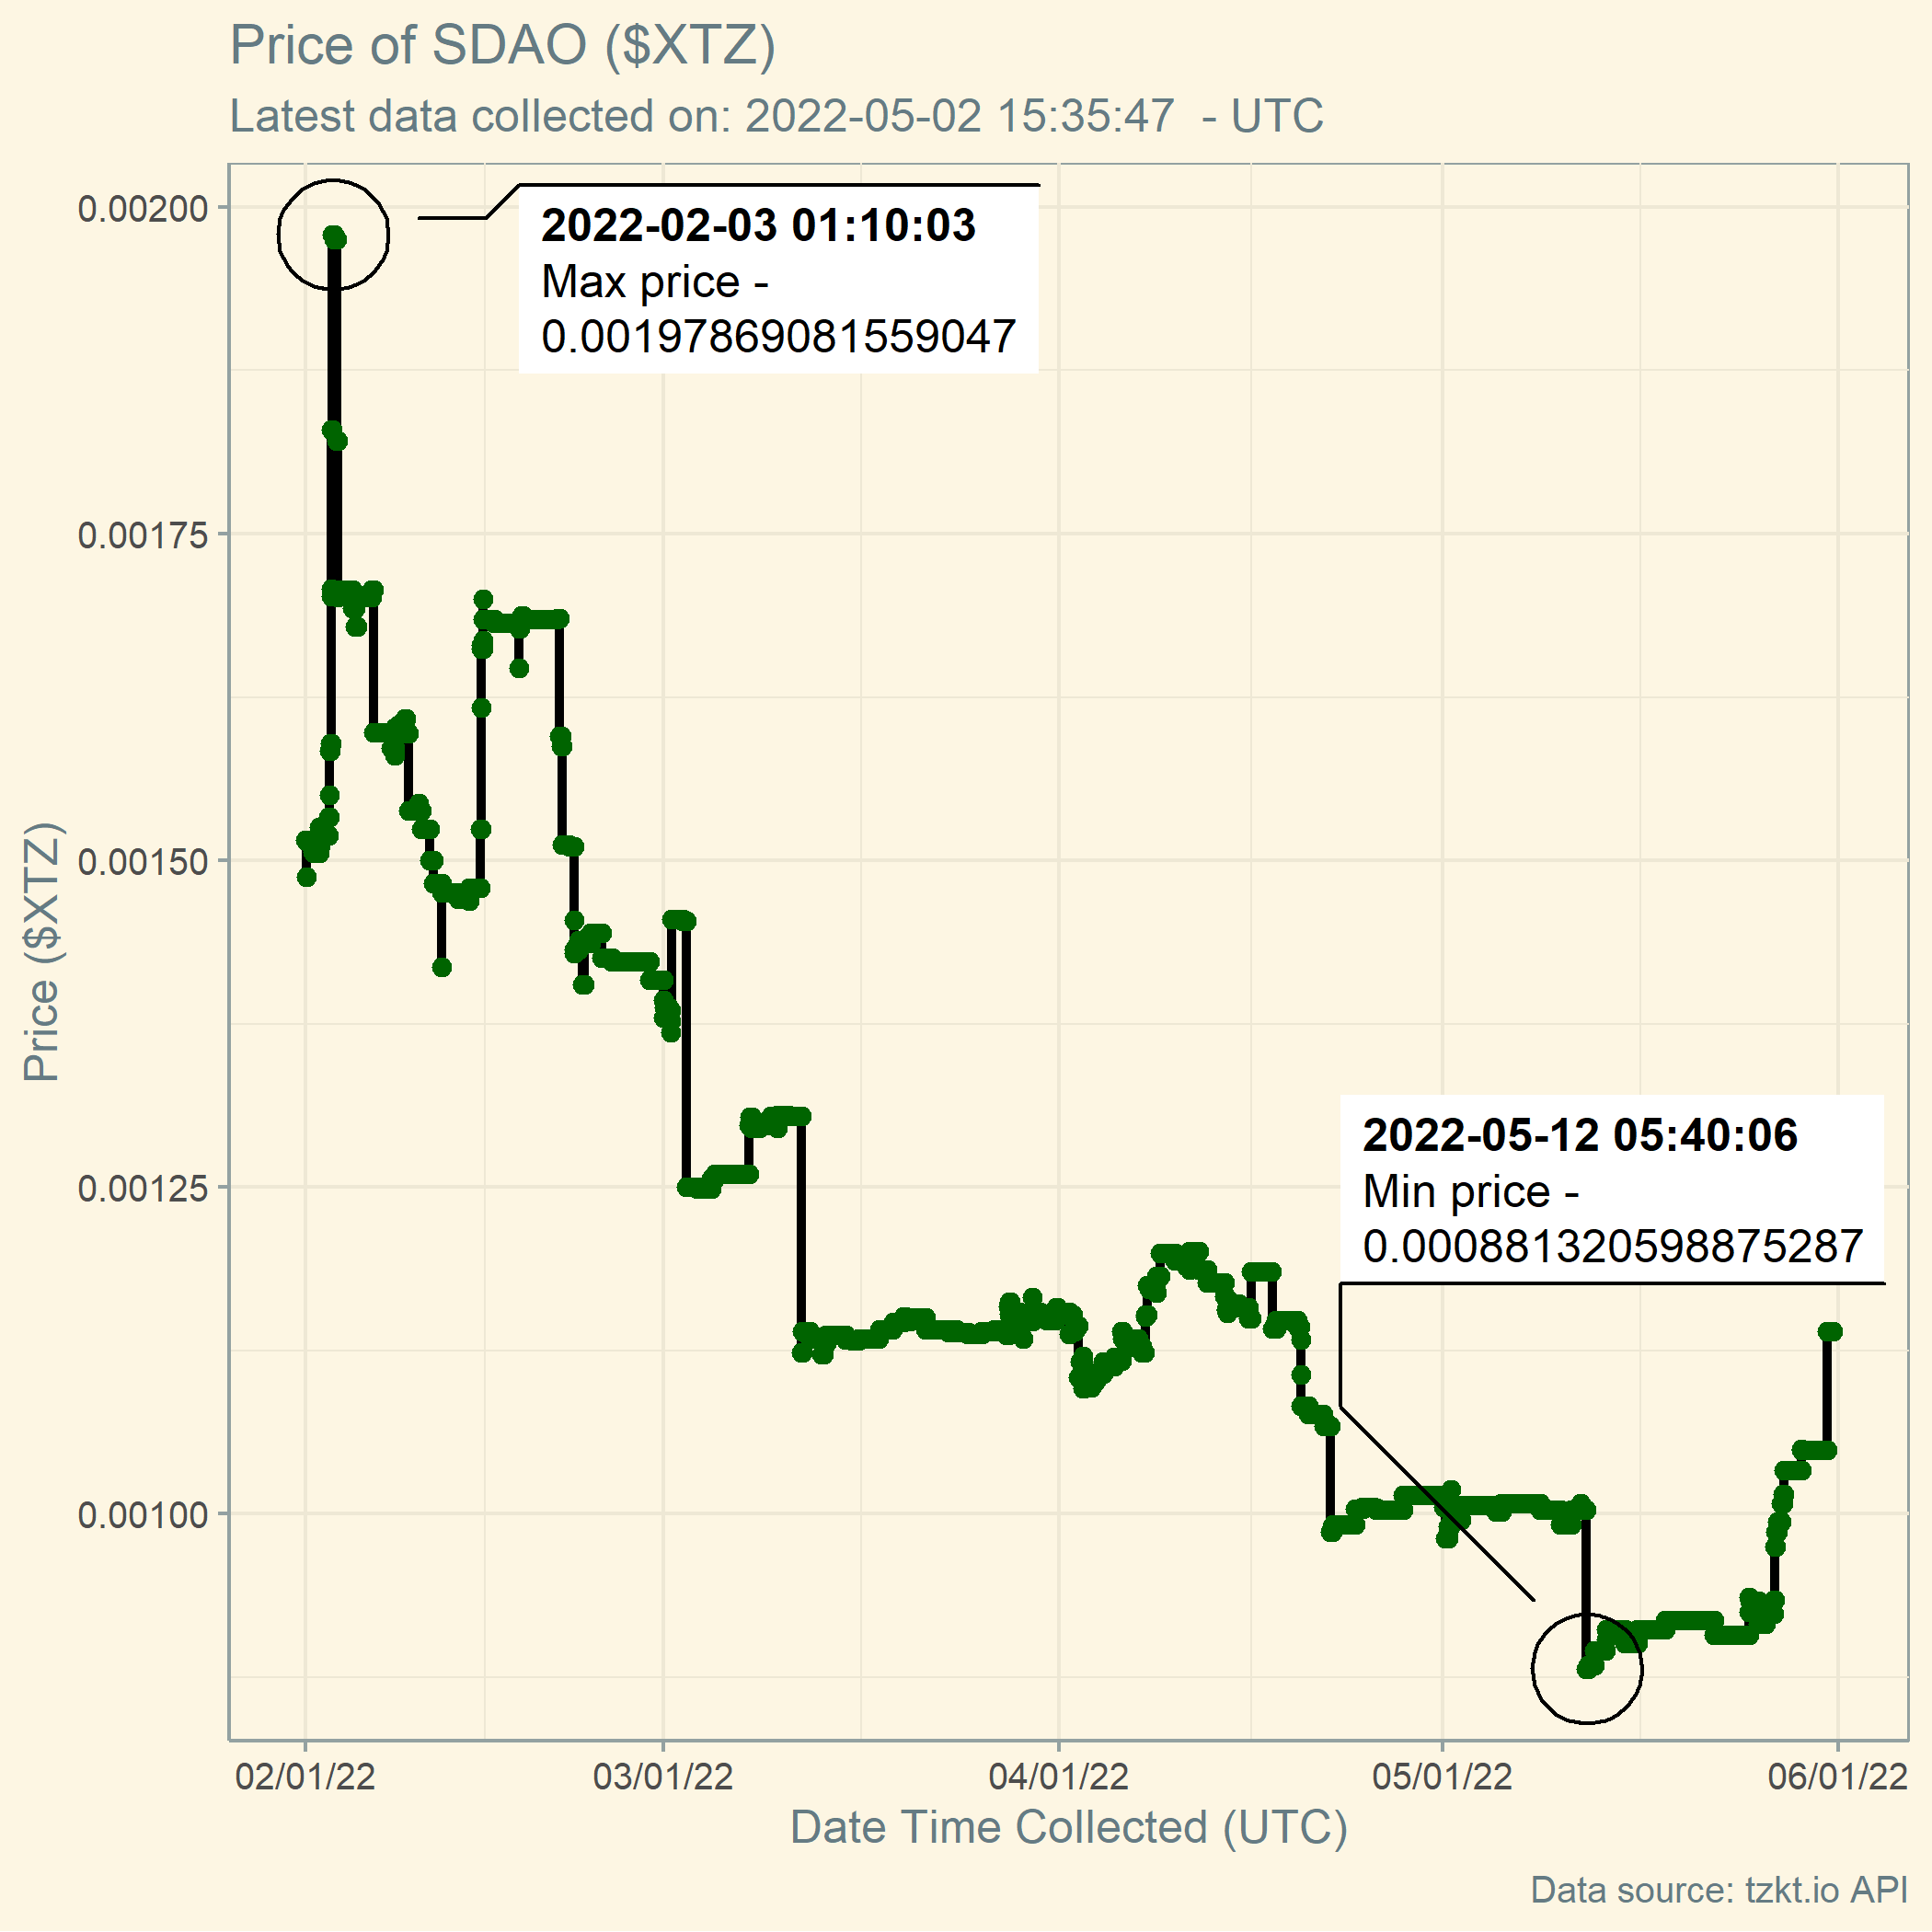 Price of SDAO ($XTZ)
Latest data collected on: 2022-05-02 15:35:47  - UTC
0.00200
0.00175
0.00150
0.00125
0.00100
Price ($XTZ)
2022-02-03 01:10:03
Max price -
0.00197869081559047
2022-05-12 05:40:06
Min price -
0.000881320598875287
02/01/22
03/01/22
04/01/22
05/01/22
06/01/22
Date Time Collected (UTC)
Data source: tzkt.io API